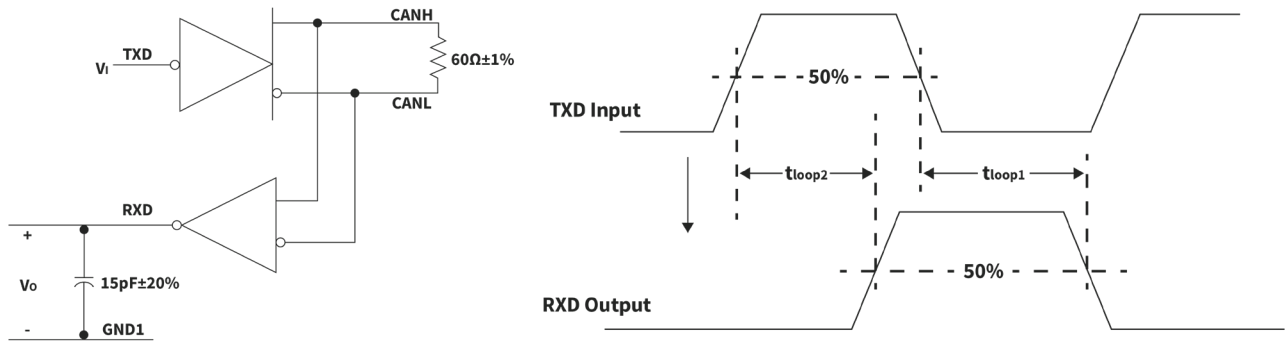 CANH
TXD
VI
60Ω±1%
CANL
RXD
+
VO
15pF±20%
-
GND1
50%
TXD Input
tloop2
tloop1
50%
RXD Output